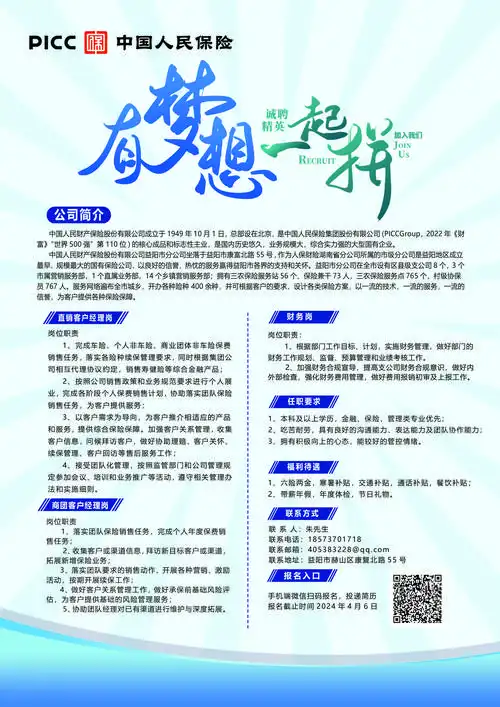 PICC 中国人民保险
有梦想
诚聘
精英
一起拼
RECRUIT
加入我们
JOIN
US
公司简介
中国人民财产保险股份有限公司成立于 1949 年 10 月 1 日，总部设在北京，是中国人民保险集团股份有限公司 (PICCGroup，2022 年《财
富》"世界 500 强" 第 110 位) 的核心成员和标志性主业，是国内历史悠久、业务规模大、综合实力强的大型国有企业。
中国人民财产保险股份有限公司益阳市分公司坐落于益阳市康富北路 55 号，作为人保财险湖南省分公司所属的市级分公司是益阳地区成立
最早、规模最大的国有保险公司，以良好的信誉，热忱的服务赢得益阳市各界的支持和关怀。益阳市分公司在全市设有区县级支公司 8 个，3 个
市属营销服务部，1 个直属业务部，14 个乡镇营销服务部；拥有三农保险服务站 56 个，保险兼干 73 人，三农保险服务点 765 个，村级协保
员 767 人。服务网络遍布全市城乡，开办各种险种 400 余种，并可根据客户的要求，设计各类保险方案，以一流的技术，一流的服务，一流的
信誉，为客户提供各种保险保障。
直销客户经理岗
岗位职责
1、完成车险、个人非车险、商业团体非车险保费
销售任务，落实各险种续保管理要求，同时根据集团公
司相互代理协议约定，销售寿健险等综合金融产品；
2、按照公司销售政策和业务规范要求进行个人展
业，完成各阶段个人保费销售计划，协助落实团队保险
销售任务，为客户提供服务；
3、以客户需求为导向，为客户推介相适应的产品
和服务，提供综合保险保障。加强客户关系管理，收集
客户信息，问候拜访客户，做好协助理赔、客户关怀、
续保管理、客户回访等售后服务工作；
4、接受团队化管理，按照监管部门和公司管理规
定参加会议、培训和业务推广等活动，遵守相关管理办
法和实施细则。
商团客户经理岗
岗位职责
1、落实团队保险销售任务，完成个人年度保费销
售任务；
2、收集客户或渠道信息，拜访新目标客户或渠道，
拓展新增保险业务；
3、落实团队要求的销售动作，开展各种营销、激励
活动，按期开展续保工作；
4、做好客户关系管理工作，做好承保前基础风险评
估，为客户提供基础的风险管理服务；
5、协助团队经理对已有渠道进行维护与深度拓展。
财务岗
岗位职责：
1、根据部门工作目标、计划，实施财务管理，做好部门的
财务工作规划、监督、预算管理和业绩考核工作。
2、加强财务合规宣导，提高支公司财务合规意识，做好内
外部检查，强化财务费用管理，做好费用报销初审及上报工作。
任职要求
1、本科及以上学历，金融、保险、管理类专业优先；
2、吃苦耐劳，具有良好的沟通能力、表达能力及团队协作能力；
3、拥有积极向上的心态，能较好的管控情绪。
福利待遇
1、六险两金，寒暑补贴，交通补贴，通话补贴，餐饮补贴；
2、带薪年假，年度体检，节日礼物。
联系方式
联 系 人：朱先生
联系电话：18573701718
联系邮箱：405383228@qq.com
联系地址：益阳市赫山区康复北路 55 号
报名入口
手机端微信扫码报名，投递简历
报名截止时间 2024 年 4 月 6 日